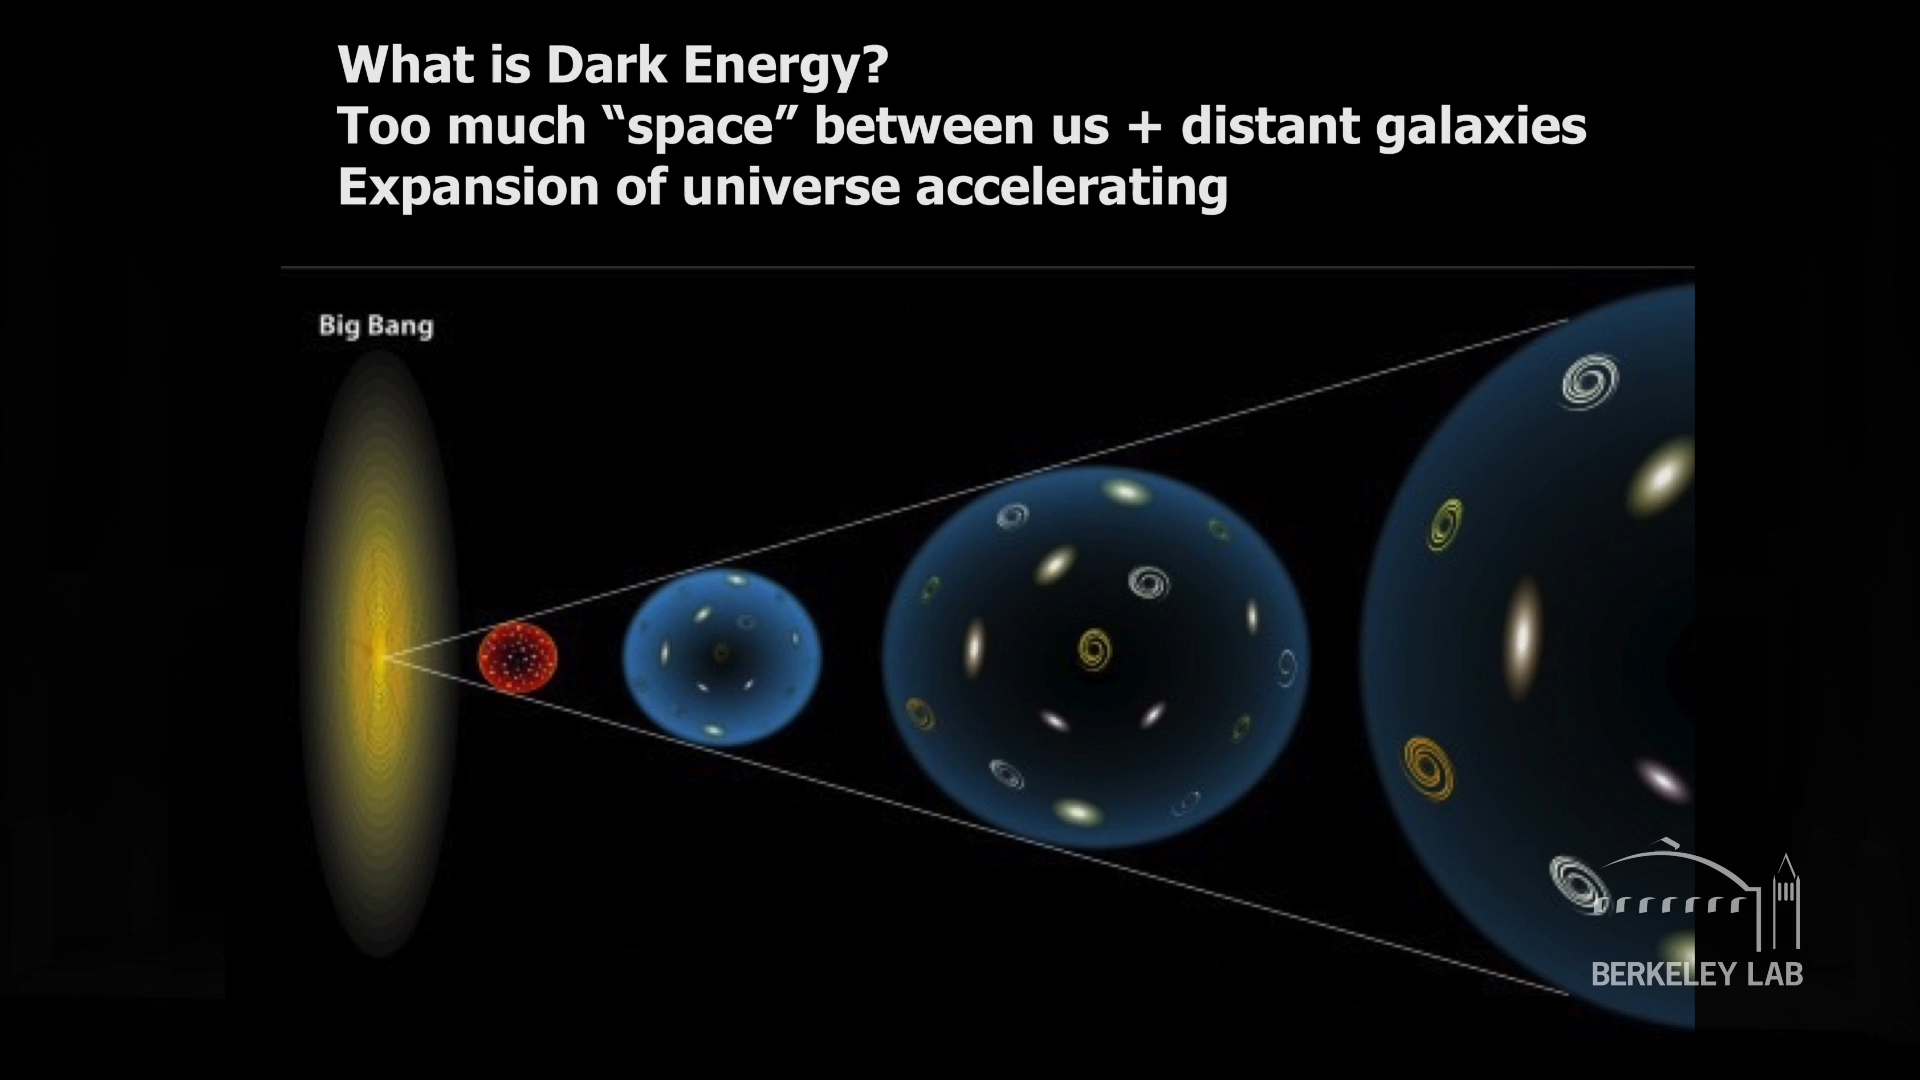 What is Dark Energy?
Too much “space” between us + distant galaxies
Expansion of universe accelerating
Big Bang
BERKELEY LAB